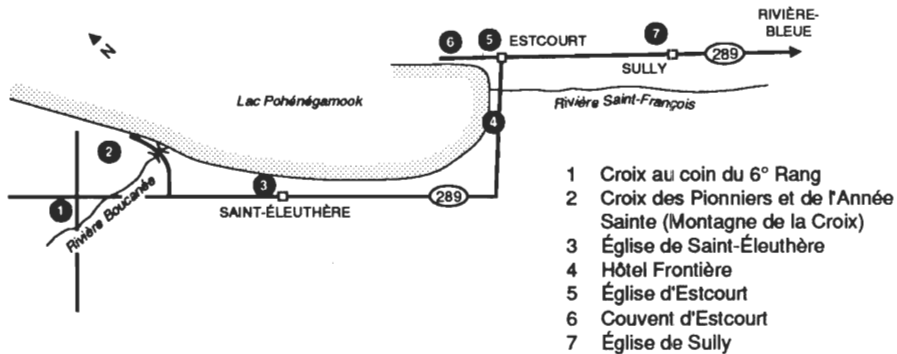 RIVIÈRE-
BLEUE
6
5
ESTCOURT
7
289
SULLY
N
Lac Pohénégamook
Rivière Saint-François
4
2
3
1
Rivière Boucanée
SAINT-ÉLEUTHÈRE
289
1 Croix au coin du 6° Rang
2 Croix des Pionniers et de l'Année
Sainte (Montagne de la Croix)
3 Église de Saint-Éleuthère
4 Hôtel Frontière
5 Église d'Estcourt
6 Couvent d'Estcourt
7 Église de Sully